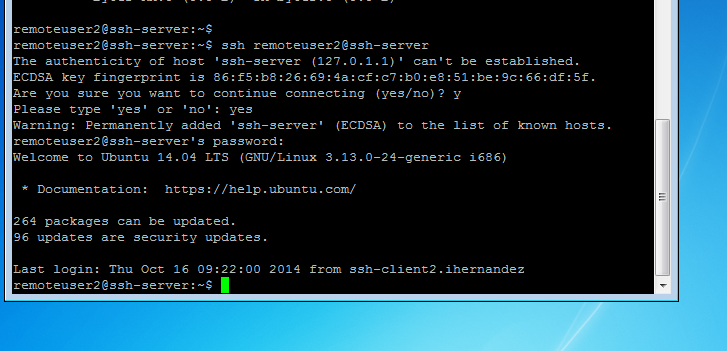 remoteuser2@ssh-server:~$
remoteuser2@ssh-server:~$ ssh remoteuser2@ssh-server
The authenticity of host 'ssh-server (127.0.1.1)' can't be established.
ECDSA key fingerprint is 86:f5:b8:26:69:4a:cf:c7:b0:e8:51:be:9c:66:df:5f.
Are you sure you want to continue connecting (yes/no)? y
Please type 'yes' or 'no': yes
Warning: Permanently added 'ssh-server' (ECDSA) to the list of known hosts.
remoteuser2@ssh-server's password:
Welcome to Ubuntu 14.04 LTS (GNU/Linux 3.13.0-24-generic i686)
* Documentation:  https://help.ubuntu.com/
264 packages can be updated.
96 updates are security updates.
Last login: Thu Oct 16 09:22:00 2014 from ssh-client2.ihernandez
remoteuser2@ssh-server:~$